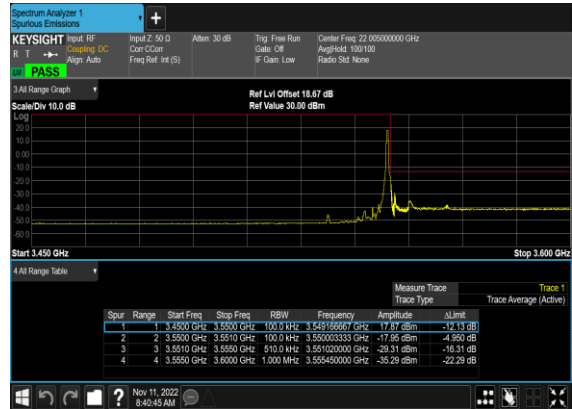 Spectrum Analyzer 1
Spurious Emissions
+
KEYSIGHT Input: RF Input Z: 50 Ω Atten: 30 dB Trig: Free Run Center Freq: 22.005000000 GHz
R T Coupling: DC Corr CCorr Gate: Off Avg|Hold: 100/100
Align: Auto Freq Ref: Int (S) IF Gain: Low Radio Std: None
PASS
3 All Range Graph
Ref Lvl Offset 18.67 dB
Scale/Div 10.0 dB Ref Value 30.00 dBm
Log
20.0
10.0
0.00
-10.0
-20.0
-30.0
-40.0
-50.0
-60.0
Start 3.450 GHz Stop 3.600 GHz
4 All Range Table
Measure Trace Trace 1
Trace Type Trace Average (Active)
Spur Range Start Freq Stop Freq RBW Frequency Amplitude ΔLimit
1 1 3.4500 GHz 3.5500 GHz 100.0 kHz 3.549166667 GHz 17.87 dBm -12.13 dB
2 2 3.5500 GHz 3.5510 GHz 100.0 kHz 3.550003333 GHz -17.95 dBm -4.950 dB
3 3 3.5510 GHz 3.5550 GHz 510.0 kHz 3.551020000 GHz -29.31 dBm -16.31 dB
4 4 3.5550 GHz 3.6000 GHz 1.000 MHz 3.555450000 GHz -35.29 dBm -22.29 dB
? Nov 11, 2022
8:40:45 AM